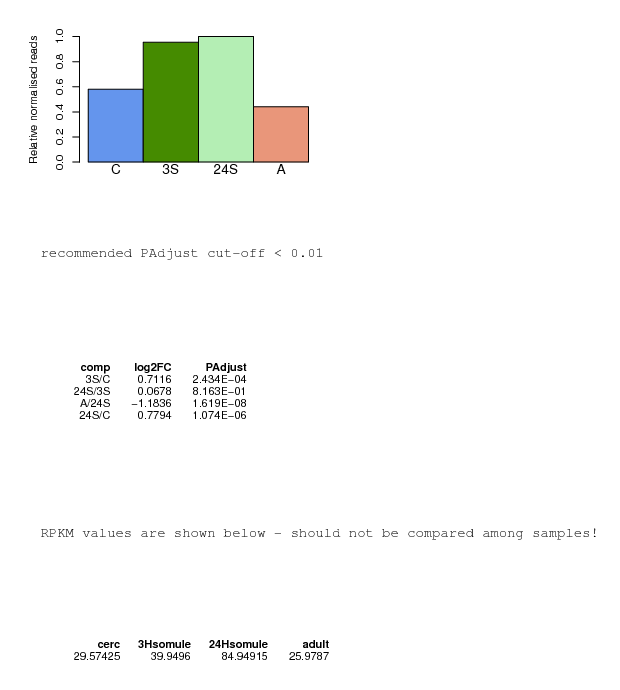 Relative normalised reads
1.0
0.8
0.6
0.4
0.2
0.0
C 3S 24S A
recommended PAdjust cut-off < 0.01
comp log2FC PAdjust
3S/C 0.7116 2.434E-04
24S/3S 0.0678 8.163E-01
A/24S -1.1836 1.619E-08
24S/C 0.7794 1.074E-06
RPKM values are shown below - should not be compared among samples!
cerc 3Hsomule 24Hsomule adult
29.57425 39.9496 84.94915 25.9787